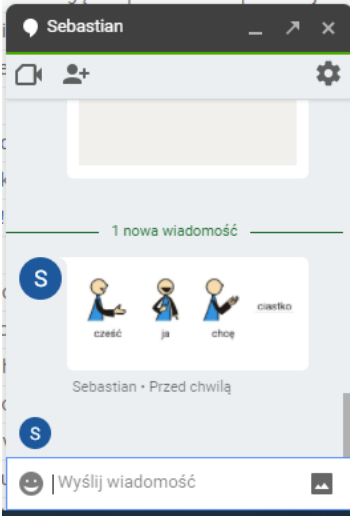 Sebastian
1 nowa wiadomość
S
cześć ja chcę ciastko
Sebastian • Przed chwilą
S
Wyślij wiadomość